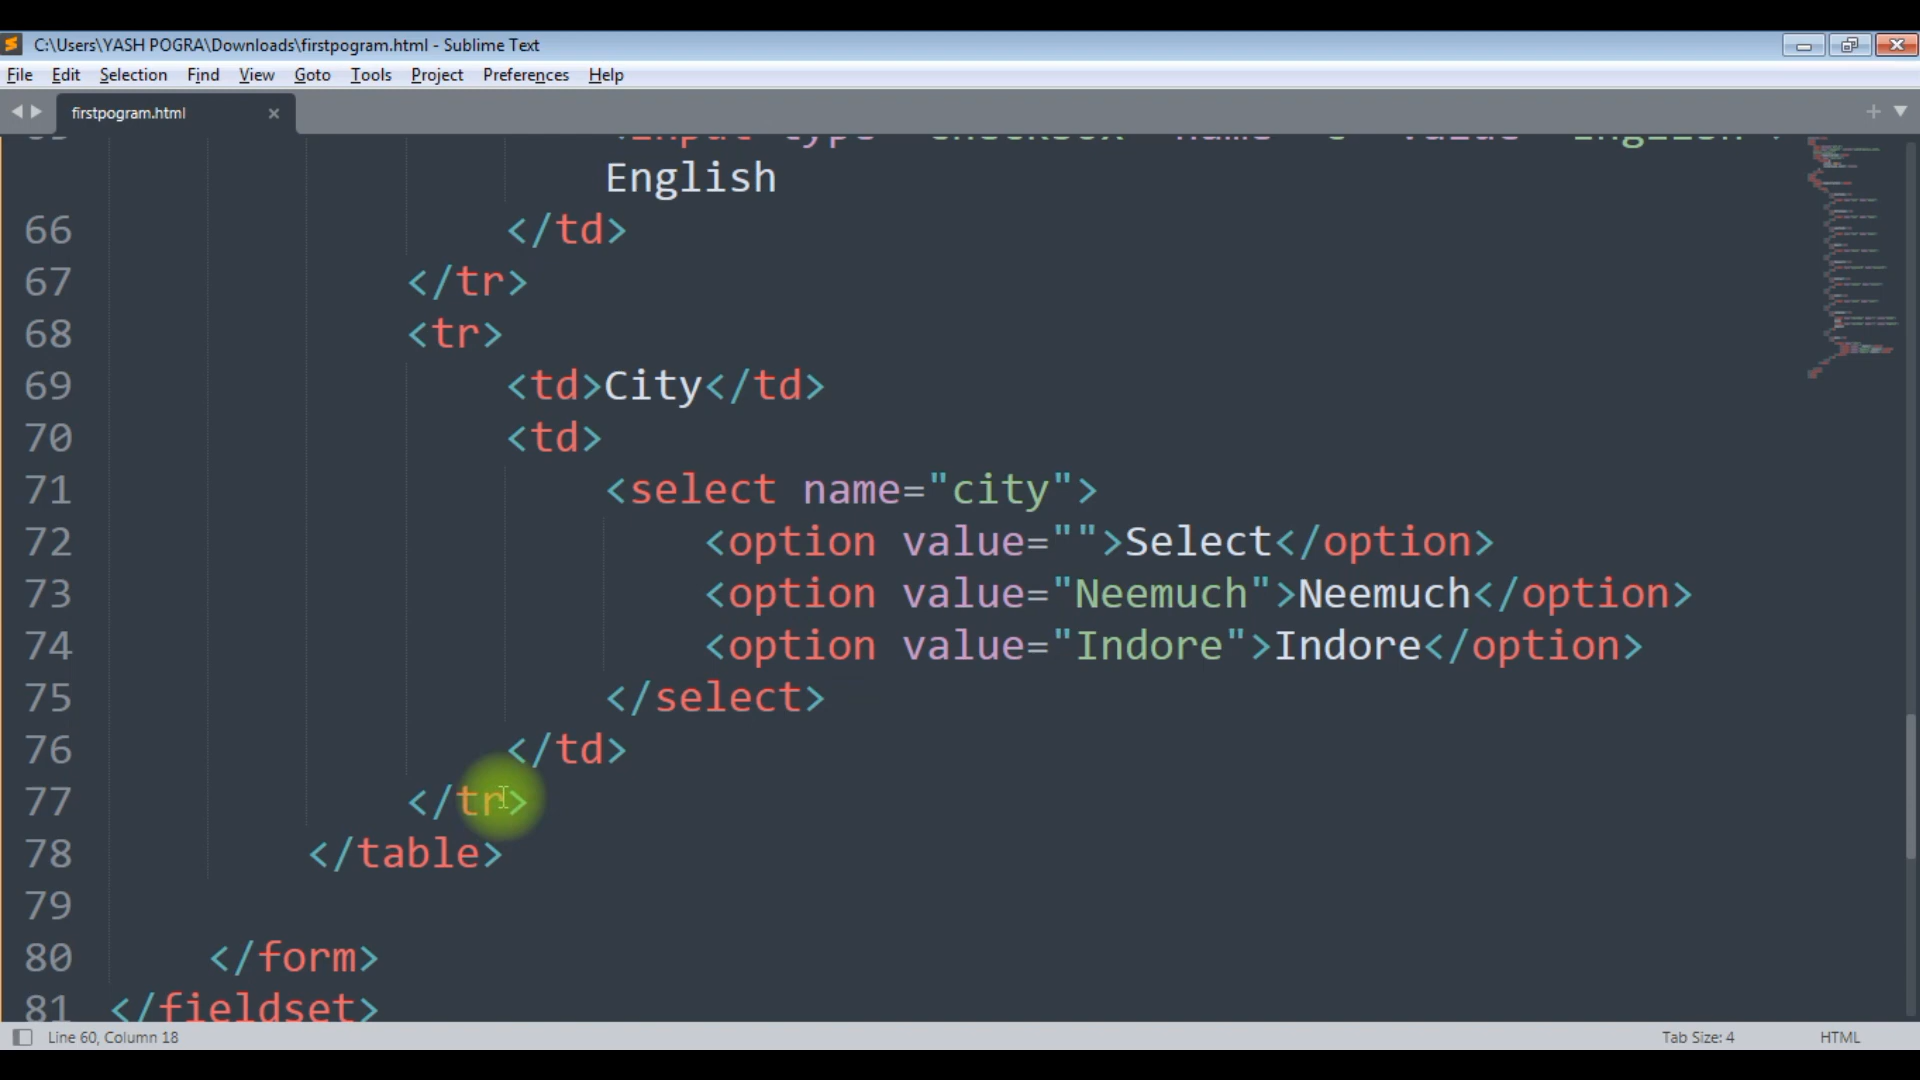 C:\Users\YASH POGRA\Downloads\firstpogram.html - Sublime Text
File Edit Selection Find View Goto Tools Project Preferences Help
firstpogram.html
English
66 </td>
67 </tr>
68 <tr>
69 <td>City</td>
70 <td>
71 <select name="city">
72 <option value="">Select</option>
73 <option value="Neemuch">Neemuch</option>
74 <option value="Indore">Indore</option>
75 </select>
76 </td>
77 </tr>
78 </table>
79
80 </form>
81 </fieldset>
Line 60, Column 18 Tab Size: 4 HTML